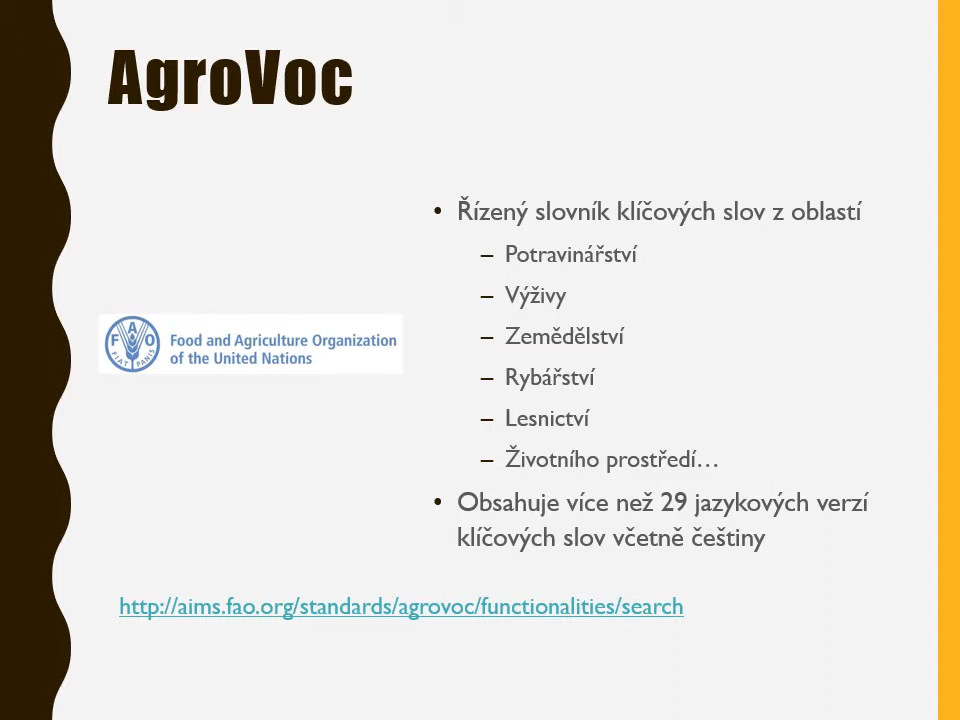 AgroVoc
• Řízený slovník klíčových slov z oblastí
– Potravinářství
– Výživy
– Zemědělství
– Rybářství
– Lesnictví
– Životního prostředí…
• Obsahuje více než 29 jazykových verzí
klíčových slov včetně češtiny
F A O
FIAT PANIS
Food and Agriculture Organization
of the United Nations
http://aims.fao.org/standards/agrovoc/functionalities/search